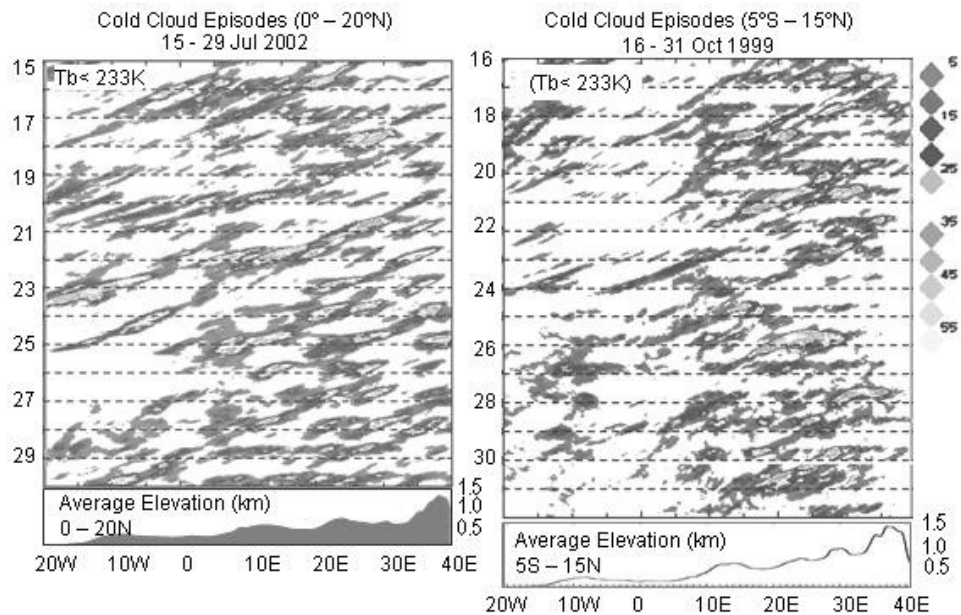 Cold Cloud Episodes (0° – 20°N)
15 - 29 Jul 2002
Tb< 233K
15
17
19
21
23
25
27
29
Average Elevation (km)
0 – 20N
1.5
1.0
0.5
20W 10W 0 10E 20E 30E 40E
Cold Cloud Episodes (5°S – 15°N)
16 - 31 Oct 1999
(Tb< 233K)
16
18
20
22
24
26
28
30
Average Elevation (km)
5S – 15N
1.5
1.0
0.5
20W 10W 0 10E 20E 30E 40E
5
15
25
35
45
55